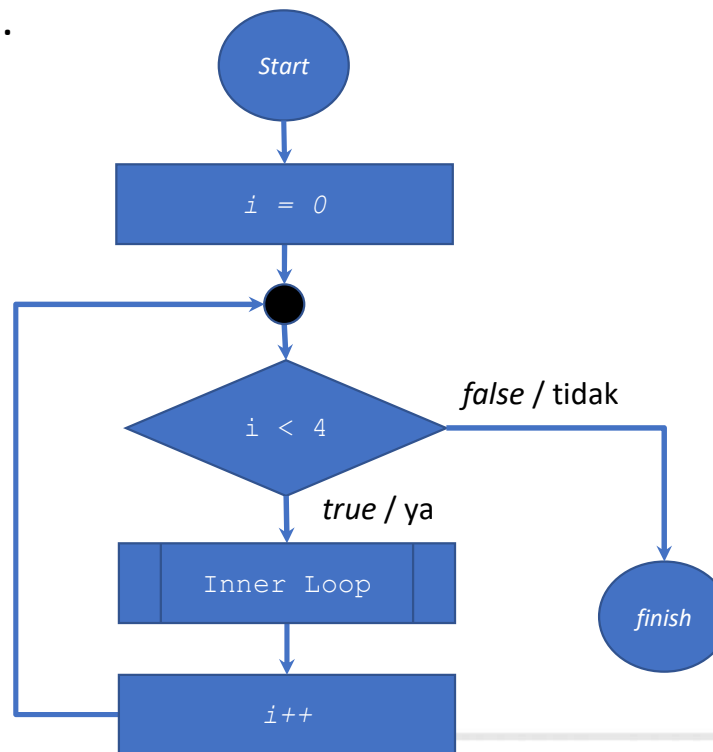 .
Start
i = 0
i < 4
false / tidak
true / ya
Inner Loop
finish
i++